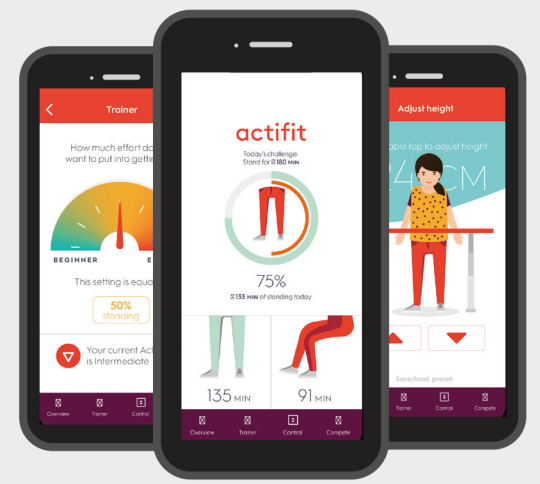 Trainer
How much effort do
want to put into gettin
BEGINNER
E
This setting is equa
50%
standing
Your current Act
is Intermediate
Overview
Trainer
Control
actifit
Today's challenge:
Stand for 180 MIN
75%
135 MIN of standing today
135 MIN
91 MIN
Overview
Trainer
Control
Compete
Adjust height
able top to adjust height
CM
Save/load preset:
Trainer
Control
Compete